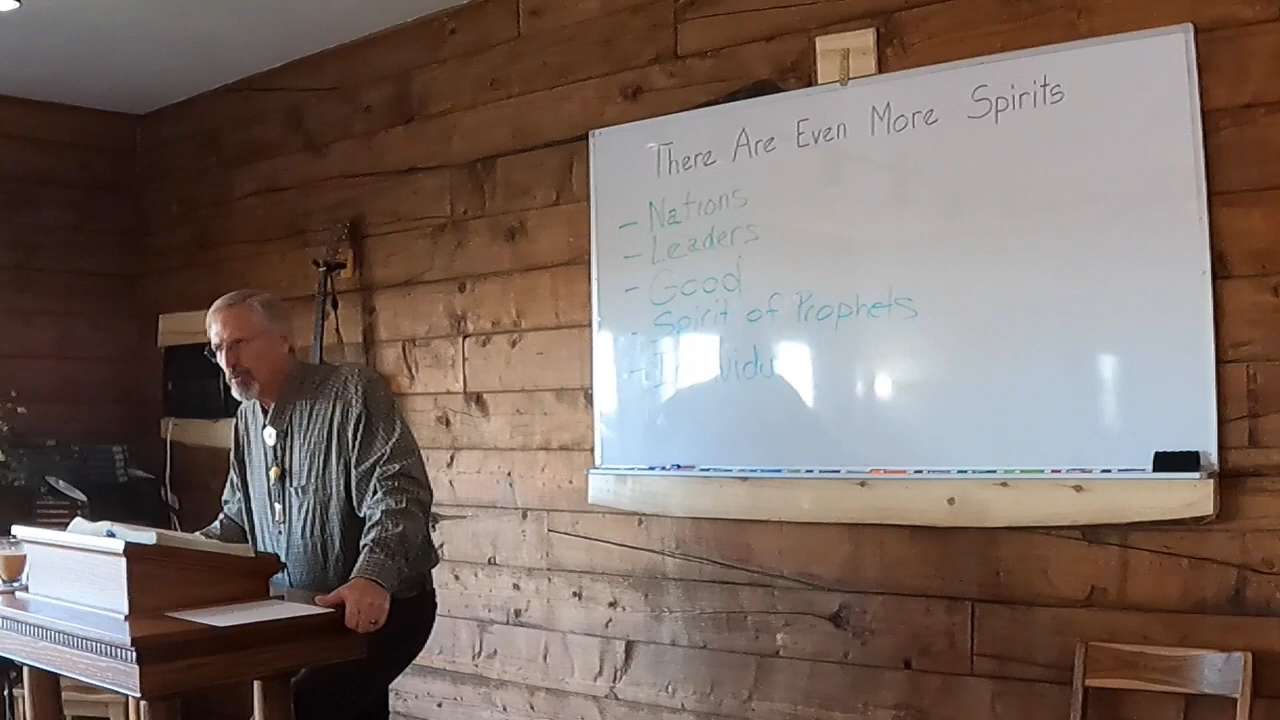 There Are Even More Spirits
- Nations
- Leaders
- Good
- Spirit of Prophets
-